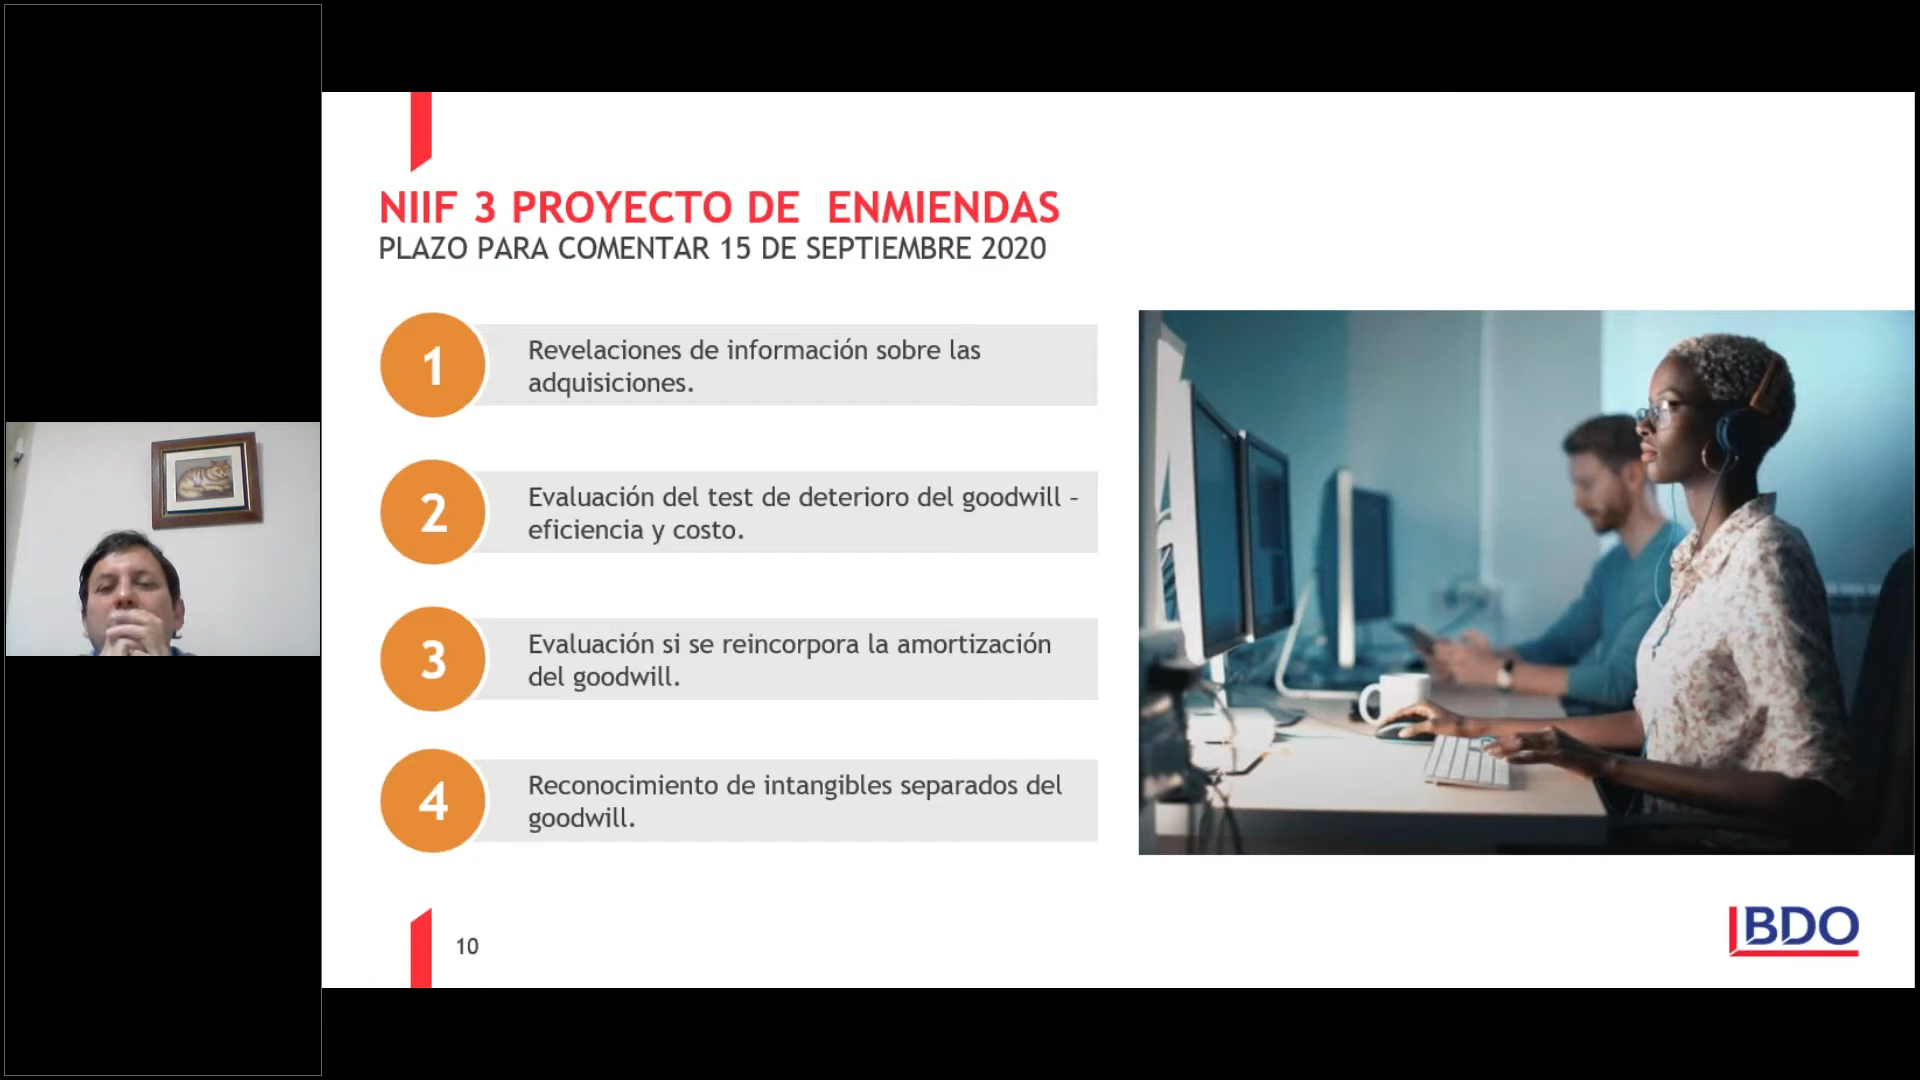 NIIF 3 PROYECTO DE ENMIENDAS
PLAZO PARA COMENTAR 15 DE SEPTIEMBRE 2020
1
Revelaciones de información sobre las
adquisiciones.
2
Evaluación del test de deterioro del goodwill –
eficiencia y costo.
3
Evaluación si se reincorpora la amortización
del goodwill.
4
Reconocimiento de intangibles separados del
goodwill.
10
BDO